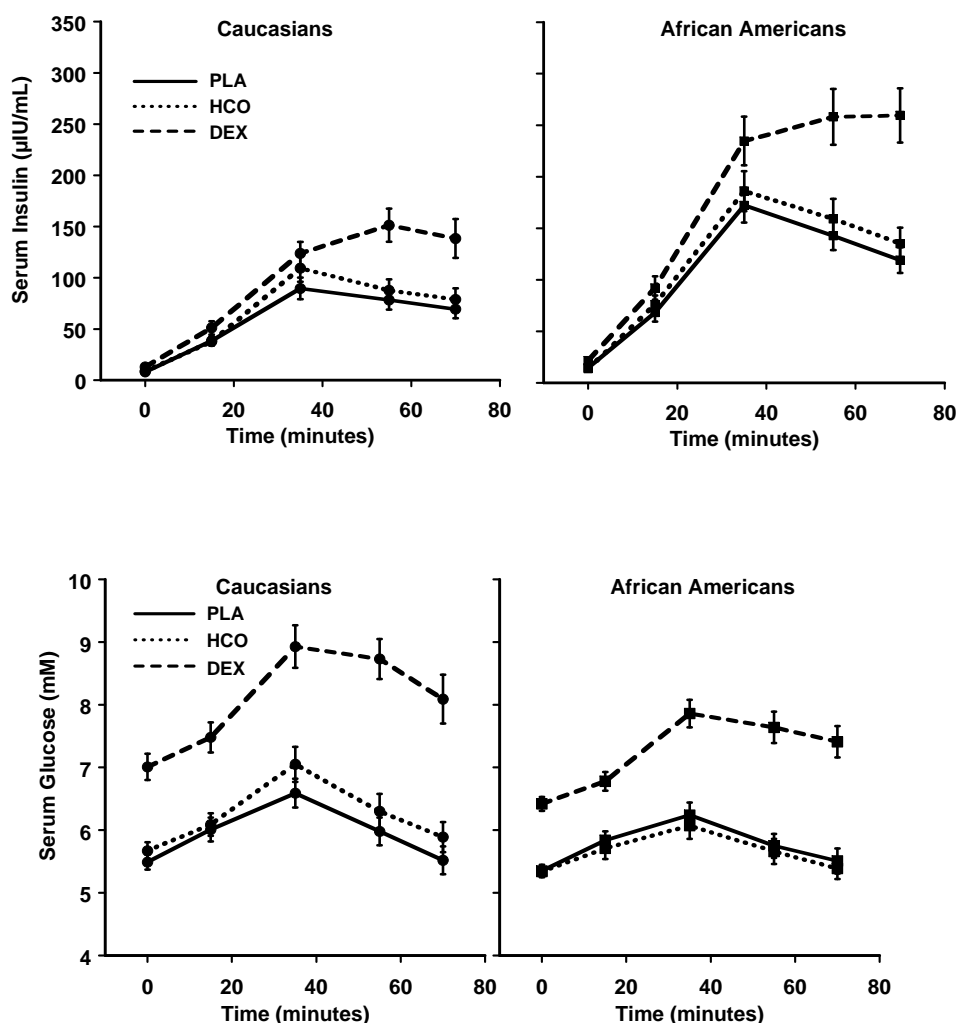 Caucasians
African Americans
350
300
250
200
150
100
50
0
Serum Insulin (µIU/mL)
PLA
HCO
DEX
0 20 40 60 80
Time (minutes)
0 20 40 60 80
Time (minutes)
Caucasians
African Americans
10
9
8
7
6
5
4
Serum Glucose (mM)
PLA
HCO
DEX
0 20 40 60 80
Time (minutes)
0 20 40 60 80
Time (minutes)